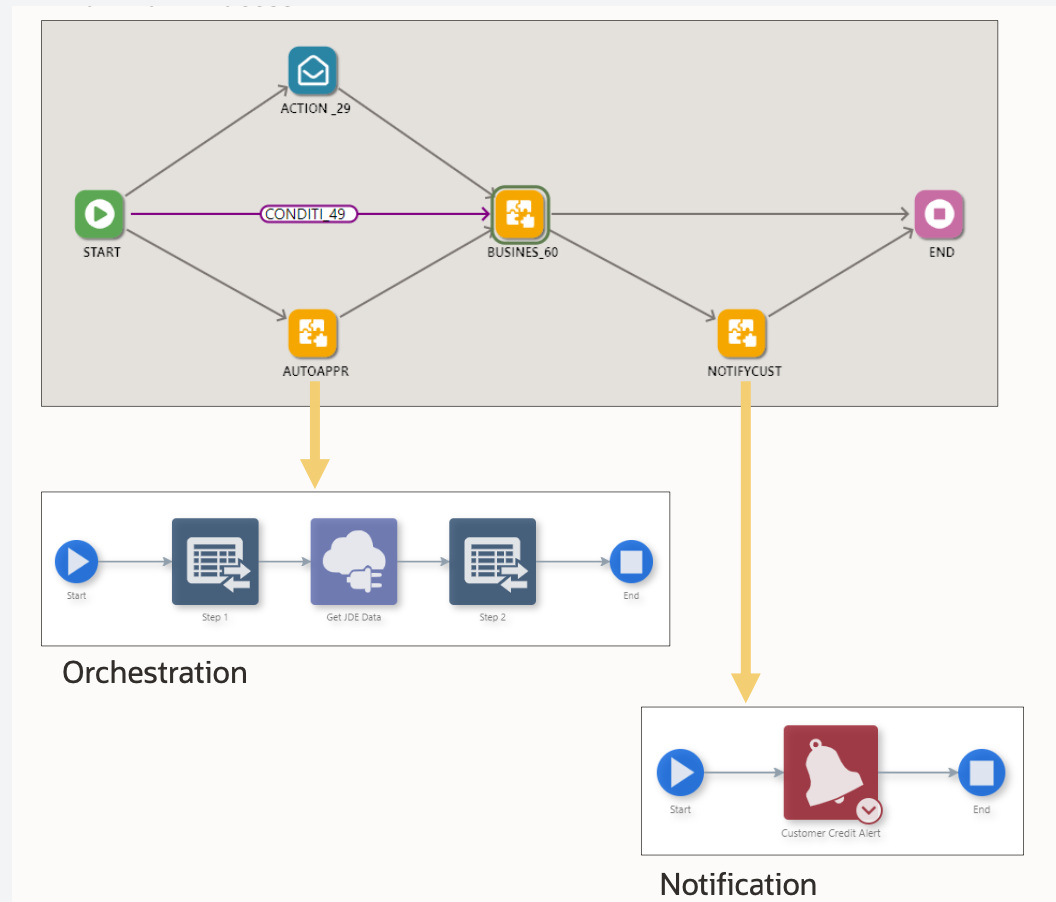 ACTION _29
CONDITI_49
START
BUSINES_60
END
AUTOAPPR
NOTIFYCUST
Start
Step 1
Get JDE Data
Step 2
End
Orchestration
Start
Customer Credit Alert
End
Notification